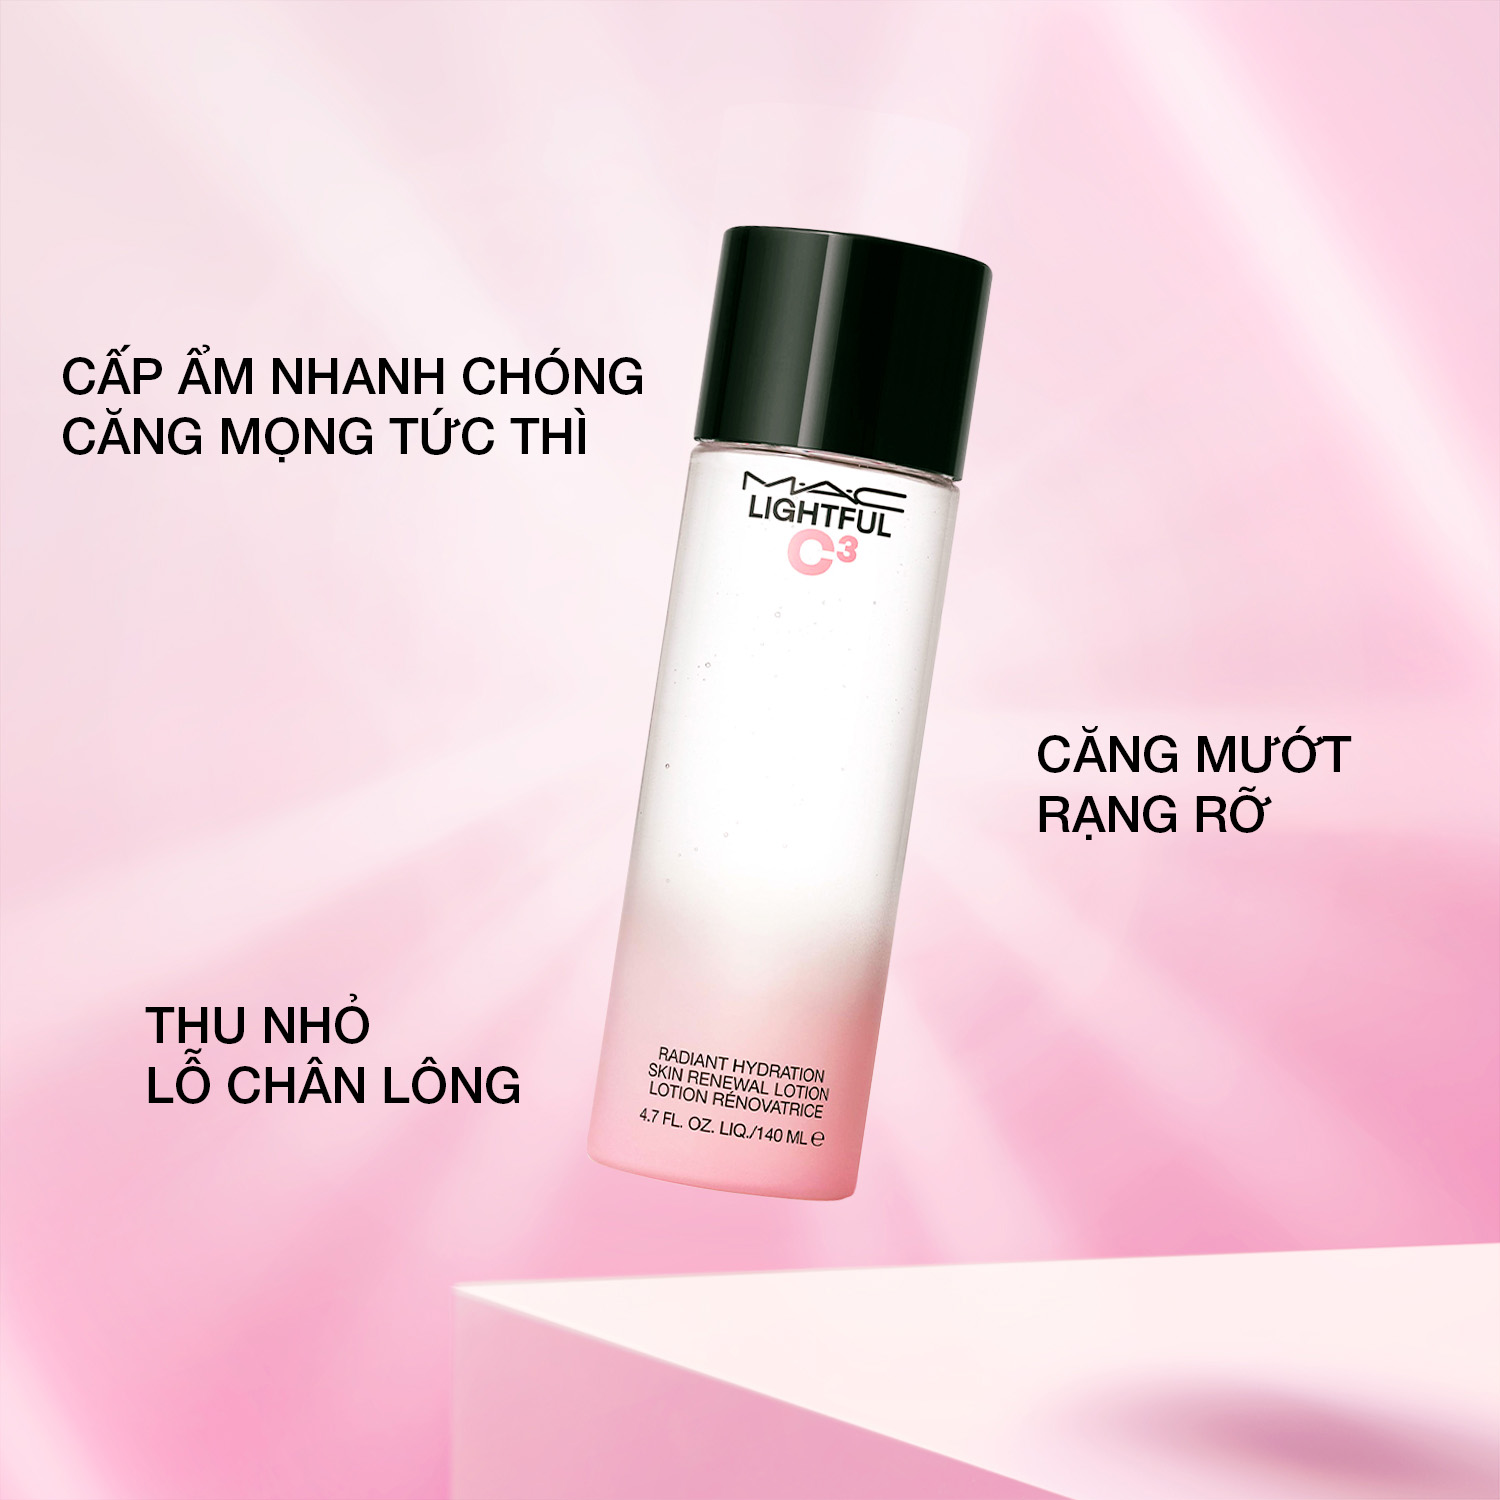 CẤP ẨM NHANH CHÓNG
CĂNG MỌNG TỨC THÌ
M·A·C
LIGHTFUL
C³
CĂNG MƯỚT
RẠNG RỠ
THU NHỎ
LỖ CHÂN LÔNG
RADIANT HYDRATION
SKIN RENEWAL LOTION
LOTION RÉNOVATRICE
4.7 FL. OZ. LIQ./140 ML ℮